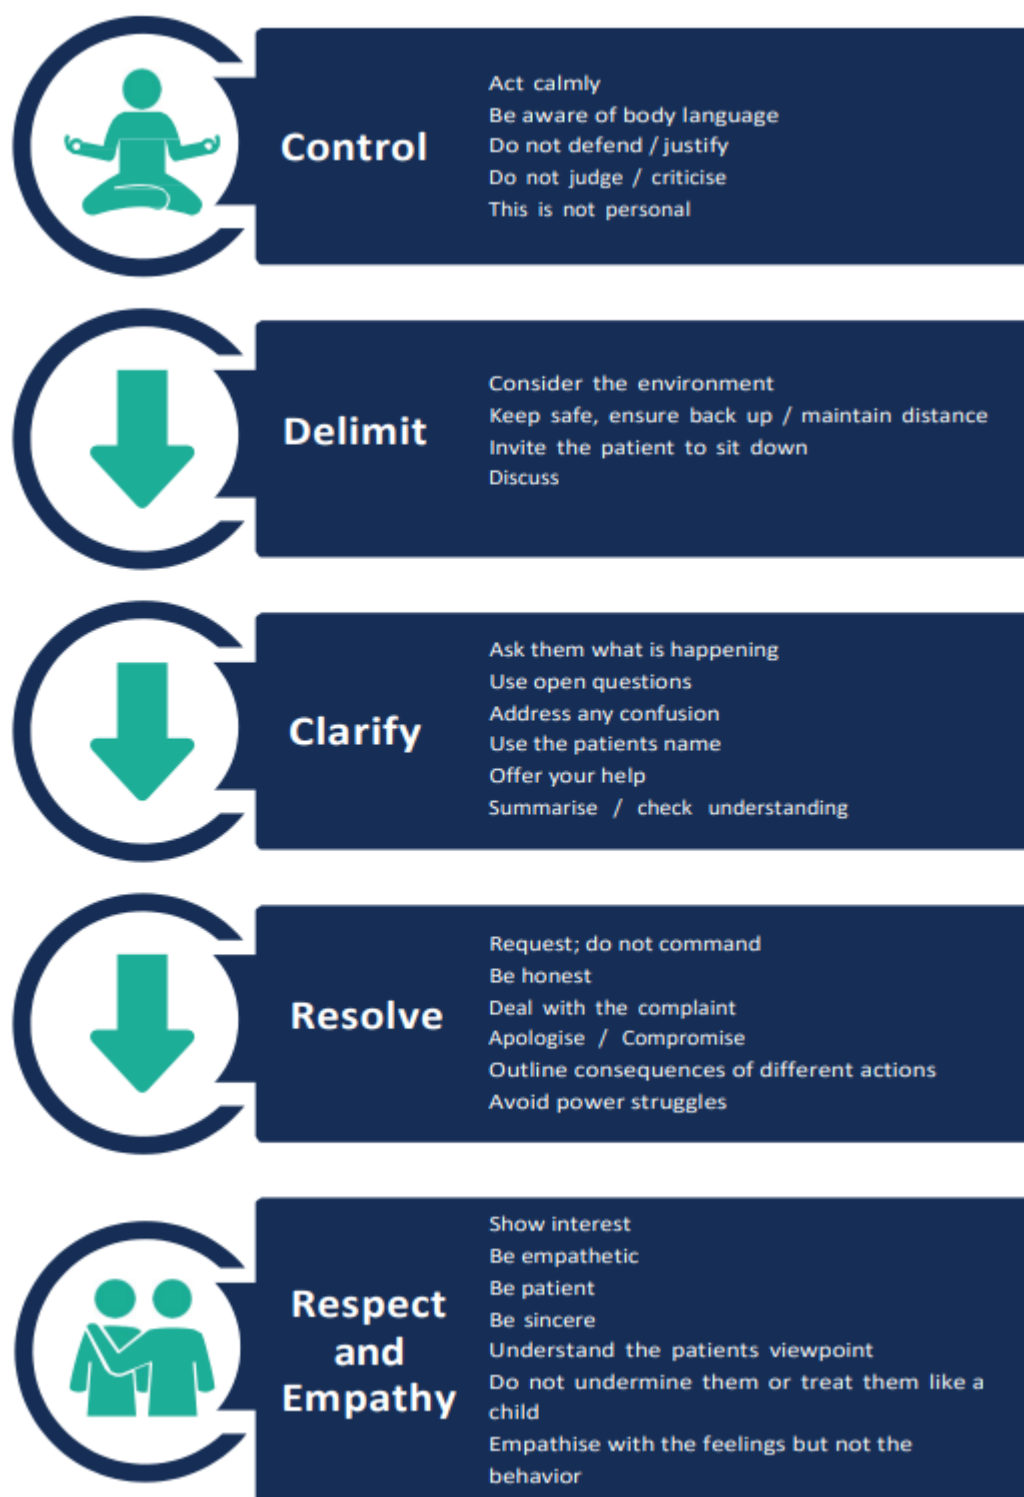 Control
Act calmly
Be aware of body language
Do not defend / justify
Do not judge / criticise
This is not personal
Delimit
Consider the environment
Keep safe, ensure back up / maintain distance
Invite the patient to sit down
Discuss
Clarify
Ask them what is happening
Use open questions
Address any confusion
Use the patients name
Offer your help
Summarise / check understanding
Resolve
Request; do not command
Be honest
Deal with the complaint
Apologise / Compromise
Outline consequences of different actions
Avoid power struggles
Respect
and
Empathy
Show interest
Be empathetic
Be patient
Be sincere
Understand the patients viewpoint
Do not undermine them or treat them like a
child
Empathise with the feelings but not the
behavior